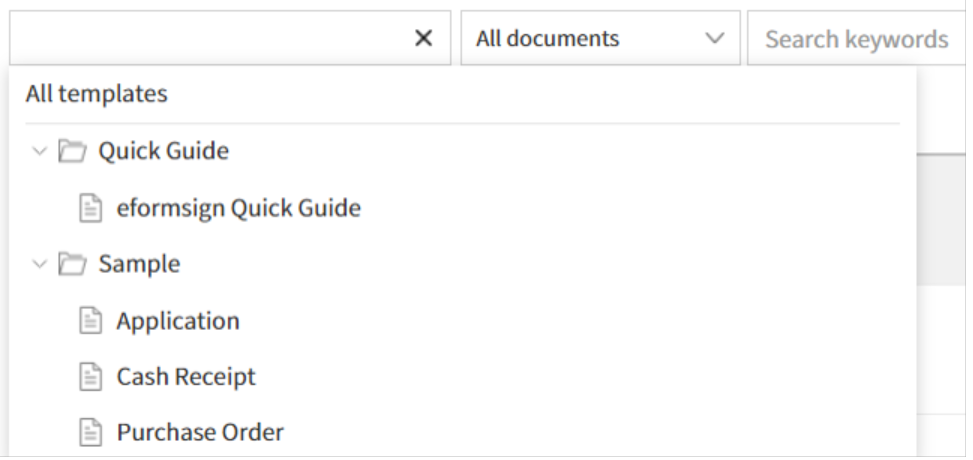 All documents
Search keywords
All templates
Quick Guide
eformsign Quick Guide
Sample
Application
Cash Receipt
Purchase Order